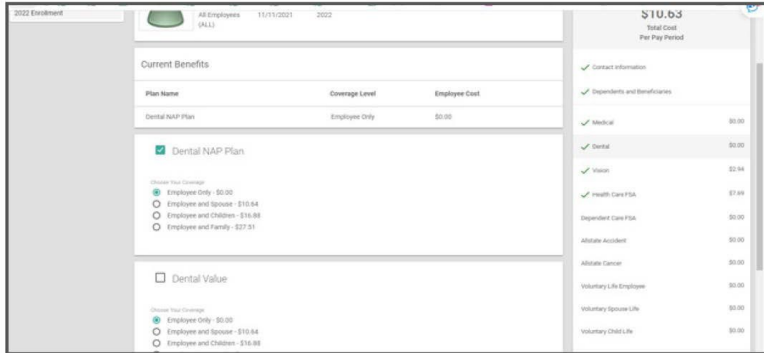 2022 Enrollment
All Employees (ALL)
11/11/2021
2022
Current Benefits
Plan Name Coverage Level Employee Cost
Dental NAP Plan Employee Only $0.00
Dental NAP Plan
Choose Your Coverage
Employee Only - $0.00
Employee and Spouse - $10.64
Employee and Children - $16.88
Employee and Family - $27.51
Dental Value
Choose Your Coverage
Employee Only - $0.00
Employee and Spouse - $10.64
Employee and Children - $16.88
$10.63
Total Cost
Per Pay Period
Contact Information
Dependents and Beneficiaries
Medical $0.00
Dental $0.00
Vision $2.94
Health Care FSA $7.69
Dependent Care FSA $0.00
Allstate Accident $0.00
Allstate Cancer $0.00
Voluntary Life Employee $0.00
Voluntary Spouse Life $0.00
Voluntary Child Life $0.00